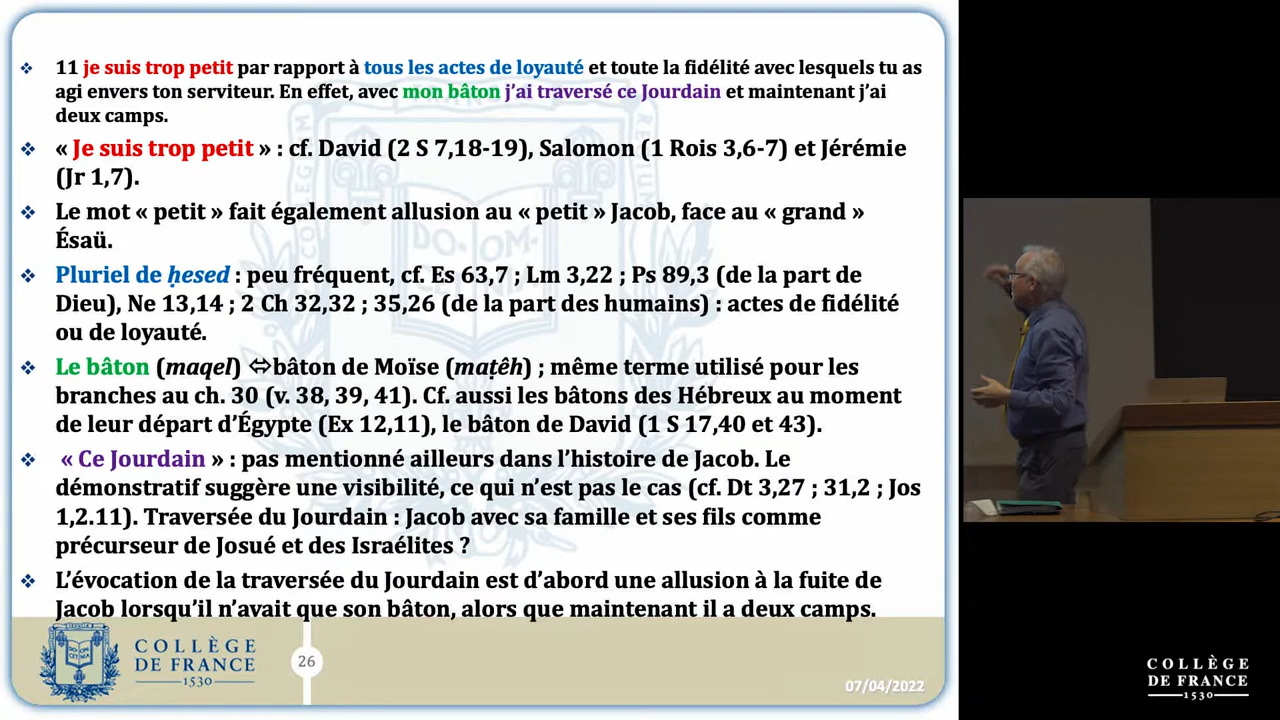 ❖ 11 je suis trop petit par rapport à tous les actes de loyauté et toute la fidélité avec lesquels tu as
agi envers ton serviteur. En effet, avec mon bâton j’ai traversé ce Jourdain et maintenant j’ai
deux camps.
❖ « Je suis trop petit » : cf. David (2 S 7,18-19), Salomon (1 Rois 3,6-7) et Jérémie
(Jr 1,7).
❖ Le mot « petit » fait également allusion au « petit » Jacob, face au « grand »
Ésaü.
❖ Pluriel de ḥesed : peu fréquent, cf. Es 63,7 ; Lm 3,22 ; Ps 89,3 (de la part de
Dieu), Ne 13,14 ; 2 Ch 32,32 ; 35,26 (de la part des humains) : actes de fidélité
ou de loyauté.
❖ Le bâton (maqel) ⇔bâton de Moïse (maṭêh) ; même terme utilisé pour les
branches au ch. 30 (v. 38, 39, 41). Cf. aussi les bâtons des Hébreux au moment
de leur départ d’Égypte (Ex 12,11), le bâton de David (1 S 17,40 et 43).
❖ « Ce Jourdain » : pas mentionné ailleurs dans l’histoire de Jacob. Le
démonstratif suggère une visibilité, ce qui n’est pas le cas (cf. Dt 3,27 ; 31,2 ; Jos
1,2.11). Traversée du Jourdain : Jacob avec sa famille et ses fils comme
précurseur de Josué et des Israélites ?
❖ L’évocation de la traversée du Jourdain est d’abord une allusion à la fuite de
Jacob lorsqu’il n’avait que son bâton, alors que maintenant il a deux camps.
COLLÈGE
DE FRANCE
1530
26
07/04/2022
COLLÈGE
DE FRANCE
1530